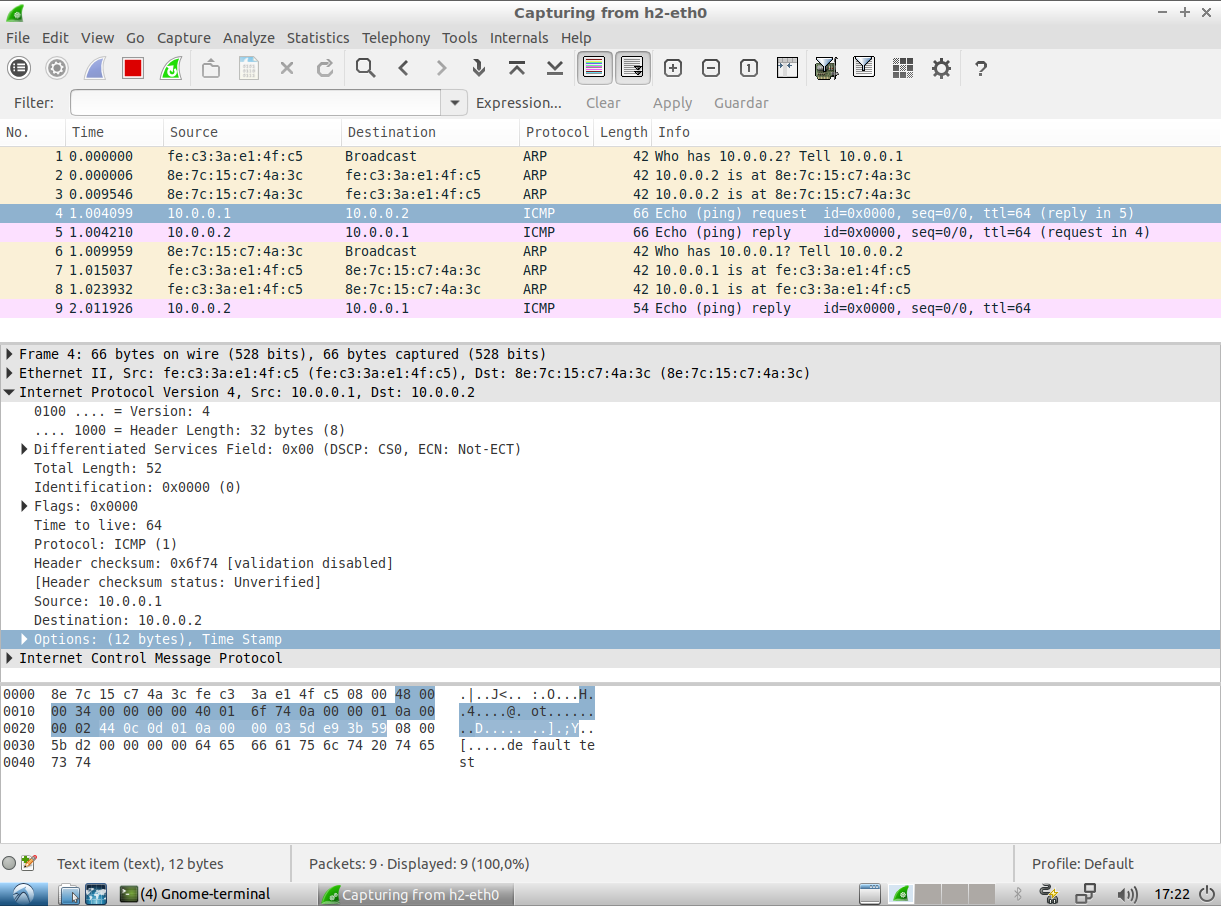 Capturing from h2-eth0
File Edit View Go Capture Analyze Statistics Telephony Tools Internals Help
Filter: Expression... Clear Apply Guardar
No. Time Source Destination Protocol Length Info
1 0.000000 fe:c3:3a:e1:4f:c5 Broadcast ARP 42 Who has 10.0.0.2? Tell 10.0.0.1
2 0.000006 8e:7c:15:c7:4a:3c fe:c3:3a:e1:4f:c5 ARP 42 10.0.0.2 is at 8e:7c:15:c7:4a:3c
3 0.009546 8e:7c:15:c7:4a:3c fe:c3:3a:e1:4f:c5 ARP 42 10.0.0.2 is at 8e:7c:15:c7:4a:3c
4 1.004099 10.0.0.1 10.0.0.2 ICMP 66 Echo (ping) request id=0x0000, seq=0/0, ttl=64 (reply in 5)
5 1.004210 10.0.0.2 10.0.0.1 ICMP 66 Echo (ping) reply id=0x0000, seq=0/0, ttl=64 (request in 4)
6 1.009959 8e:7c:15:c7:4a:3c Broadcast ARP 42 Who has 10.0.0.1? Tell 10.0.0.2
7 1.015037 fe:c3:3a:e1:4f:c5 8e:7c:15:c7:4a:3c ARP 42 10.0.0.1 is at fe:c3:3a:e1:4f:c5
8 1.023932 fe:c3:3a:e1:4f:c5 8e:7c:15:c7:4a:3c ARP 42 10.0.0.1 is at fe:c3:3a:e1:4f:c5
9 2.011926 10.0.0.2 10.0.0.1 ICMP 54 Echo (ping) reply id=0x0000, seq=0/0, ttl=64
Frame 4: 66 bytes on wire (528 bits), 66 bytes captured (528 bits)
Ethernet II, Src: fe:c3:3a:e1:4f:c5 (fe:c3:3a:e1:4f:c5), Dst: 8e:7c:15:c7:4a:3c (8e:7c:15:c7:4a:3c)
Internet Protocol Version 4, Src: 10.0.0.1, Dst: 10.0.0.2
0100 .... = Version: 4
.... 1000 = Header Length: 32 bytes (8)
Differentiated Services Field: 0x00 (DSCP: CS0, ECN: Not-ECT)
Total Length: 52
Identification: 0x0000 (0)
Flags: 0x0000
Time to live: 64
Protocol: ICMP (1)
Header checksum: 0x6f74 [validation disabled]
[Header checksum status: Unverified]
Source: 10.0.0.1
Destination: 10.0.0.2
Options: (12 bytes), Time Stamp
Internet Control Message Protocol
0000 8e 7c 15 c7 4a 3c fe c3 3a e1 4f c5 08 00 48 00 .|..J<.. :.O...H.
0010 00 34 00 00 00 00 40 01 6f 74 0a 00 00 01 0a 00 .4....@. ot......
0020 00 02 44 0c 0d 01 0a 00 00 03 5d e9 3b 59 08 00 ..D..... ..].;Y..
0030 5b d2 00 00 00 00 64 65 66 61 75 6c 74 20 74 65 [.....de fault te
0040 73 74 st
Text item (text), 12 bytes Packets: 9 · Displayed: 9 (100,0%) Profile: Default
(4) Gnome-terminal Capturing from h2-eth0 17:22